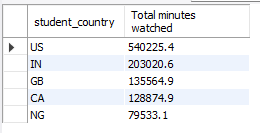 student_country Total minutes watched
US 540225.4
IN 203020.6
GB 135564.9
CA 128874.9
NG 79533.1